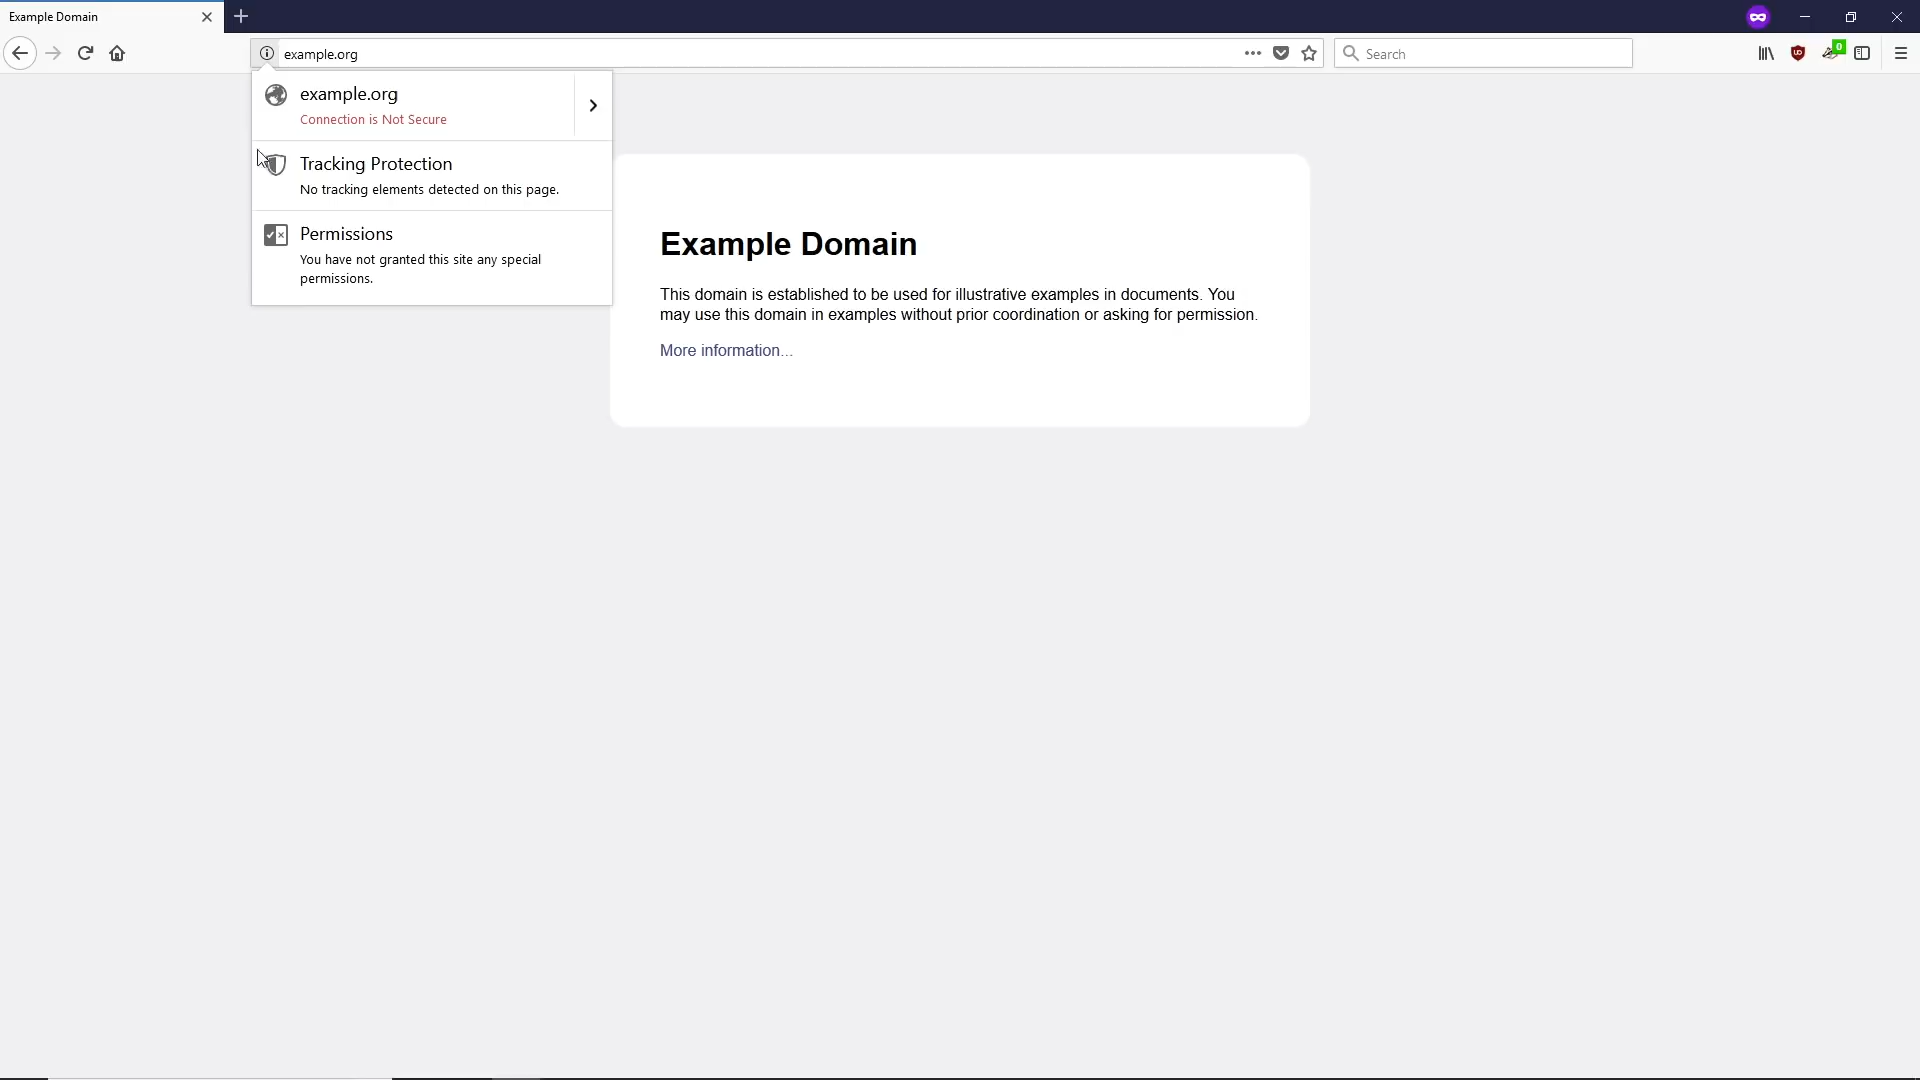 Example Domain
example.org
Search
0
example.org
Connection is Not Secure
Tracking Protection
No tracking elements detected on this page.
Permissions
You have not granted this site any special
permissions.
Example Domain
This domain is established to be used for illustrative examples in documents. You
may use this domain in examples without prior coordination or asking for permission.
More information...